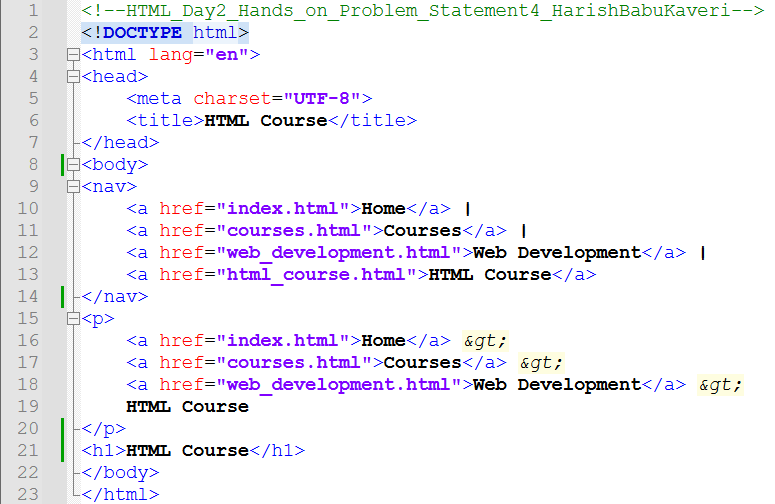 1 <!--HTML_Day2_Hands_on_Problem_Statement4_HarishBabuKaveri-->
2 <!DOCTYPE html>
3 <html lang="en">
4 <head>
5     <meta charset="UTF-8">
6     <title>HTML Course</title>
7 </head>
8 <body>
9 <nav>
10     <a href="index.html">Home</a> |
11     <a href="courses.html">Courses</a> |
12     <a href="web_development.html">Web Development</a> |
13     <a href="html_course.html">HTML Course</a>
14 </nav>
15 <p>
16     <a href="index.html">Home</a> &gt;
17     <a href="courses.html">Courses</a> &gt;
18     <a href="web_development.html">Web Development</a> &gt;
19     HTML Course
20 </p>
21 <h1>HTML Course</h1>
22 </body>
23 </html>